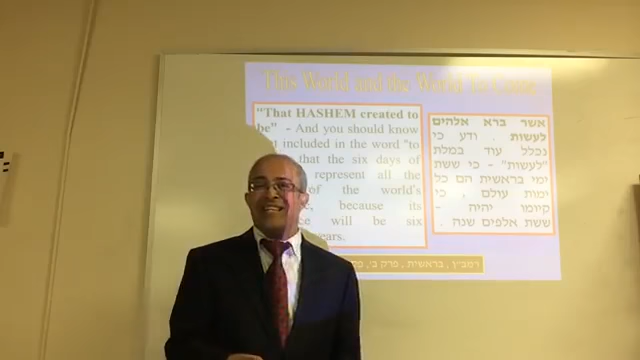 This World and the World To Come
"That HASHEM created to
be" - And you should know
included in the word "to
that the six days of
represent all the
of the world's
because its
will be six
אשר ברא אלהים
לעשות . ודע כי
נכלל עוד במלת
"לעשות" – כי ששת
ימי בראשית הם כל
ימות עולם , כי
קיומו יהיה –
ששת אלפים שנה .
רמב"ן , בראשית , פרק ב'